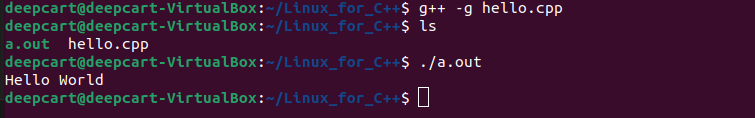 deepcart@deepcart-VirtualBox:~/Linux_for_C++$ g++ -g hello.cpp
deepcart@deepcart-VirtualBox:~/Linux_for_C++$ ls
a.out  hello.cpp
deepcart@deepcart-VirtualBox:~/Linux_for_C++$ ./a.out
Hello World
deepcart@deepcart-VirtualBox:~/Linux_for_C++$